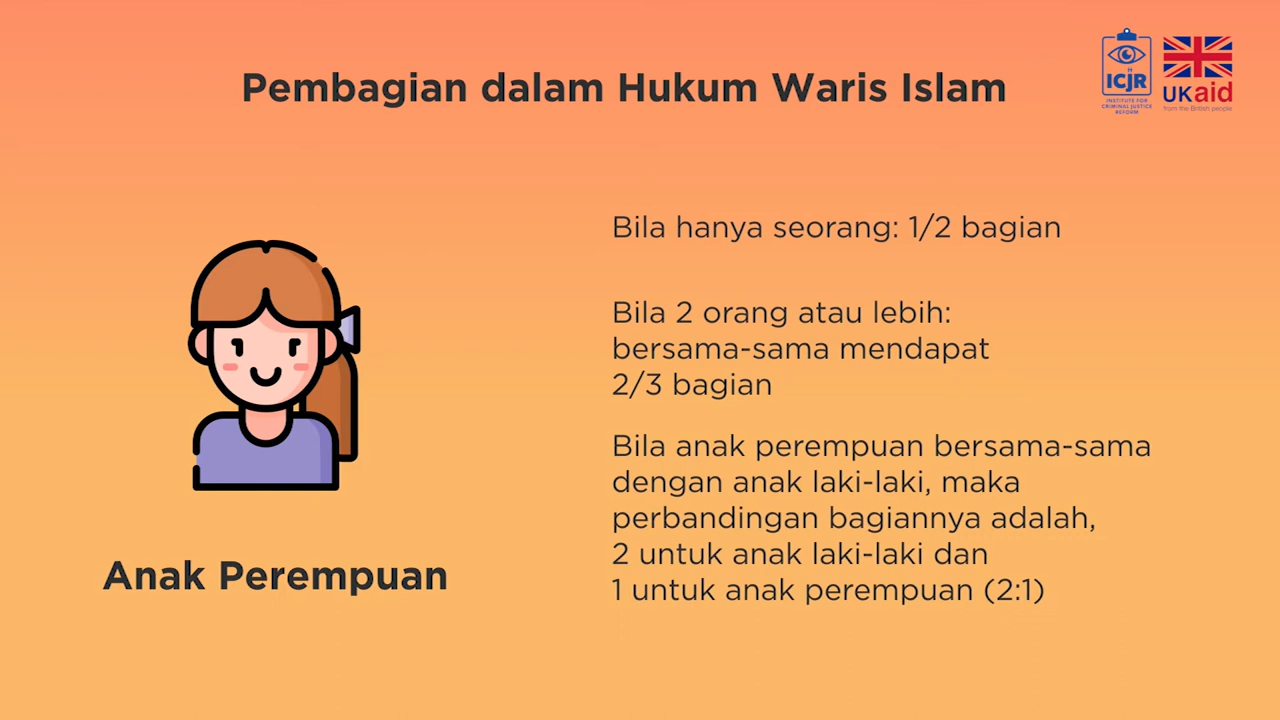 Pembagian dalam Hukum Waris Islam
ICJR
INSTITUTE FOR
CRIMINAL JUSTICE
REFORM
UKaid
from the British people
Bila hanya seorang: 1/2 bagian
Bila 2 orang atau lebih:
bersama-sama mendapat
2/3 bagian
Bila anak perempuan bersama-sama
dengan anak laki-laki, maka
perbandingan bagiannya adalah,
2 untuk anak laki-laki dan
1 untuk anak perempuan (2:1)
Anak Perempuan